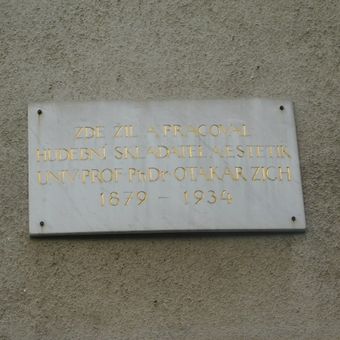 ZDE ŽIL A PRACOVAL
HUDEBNÍ SKLADATEL A ESTETIK
UNIV. PROF. PhDr. OTAKAR ZICH
1879 – 1934